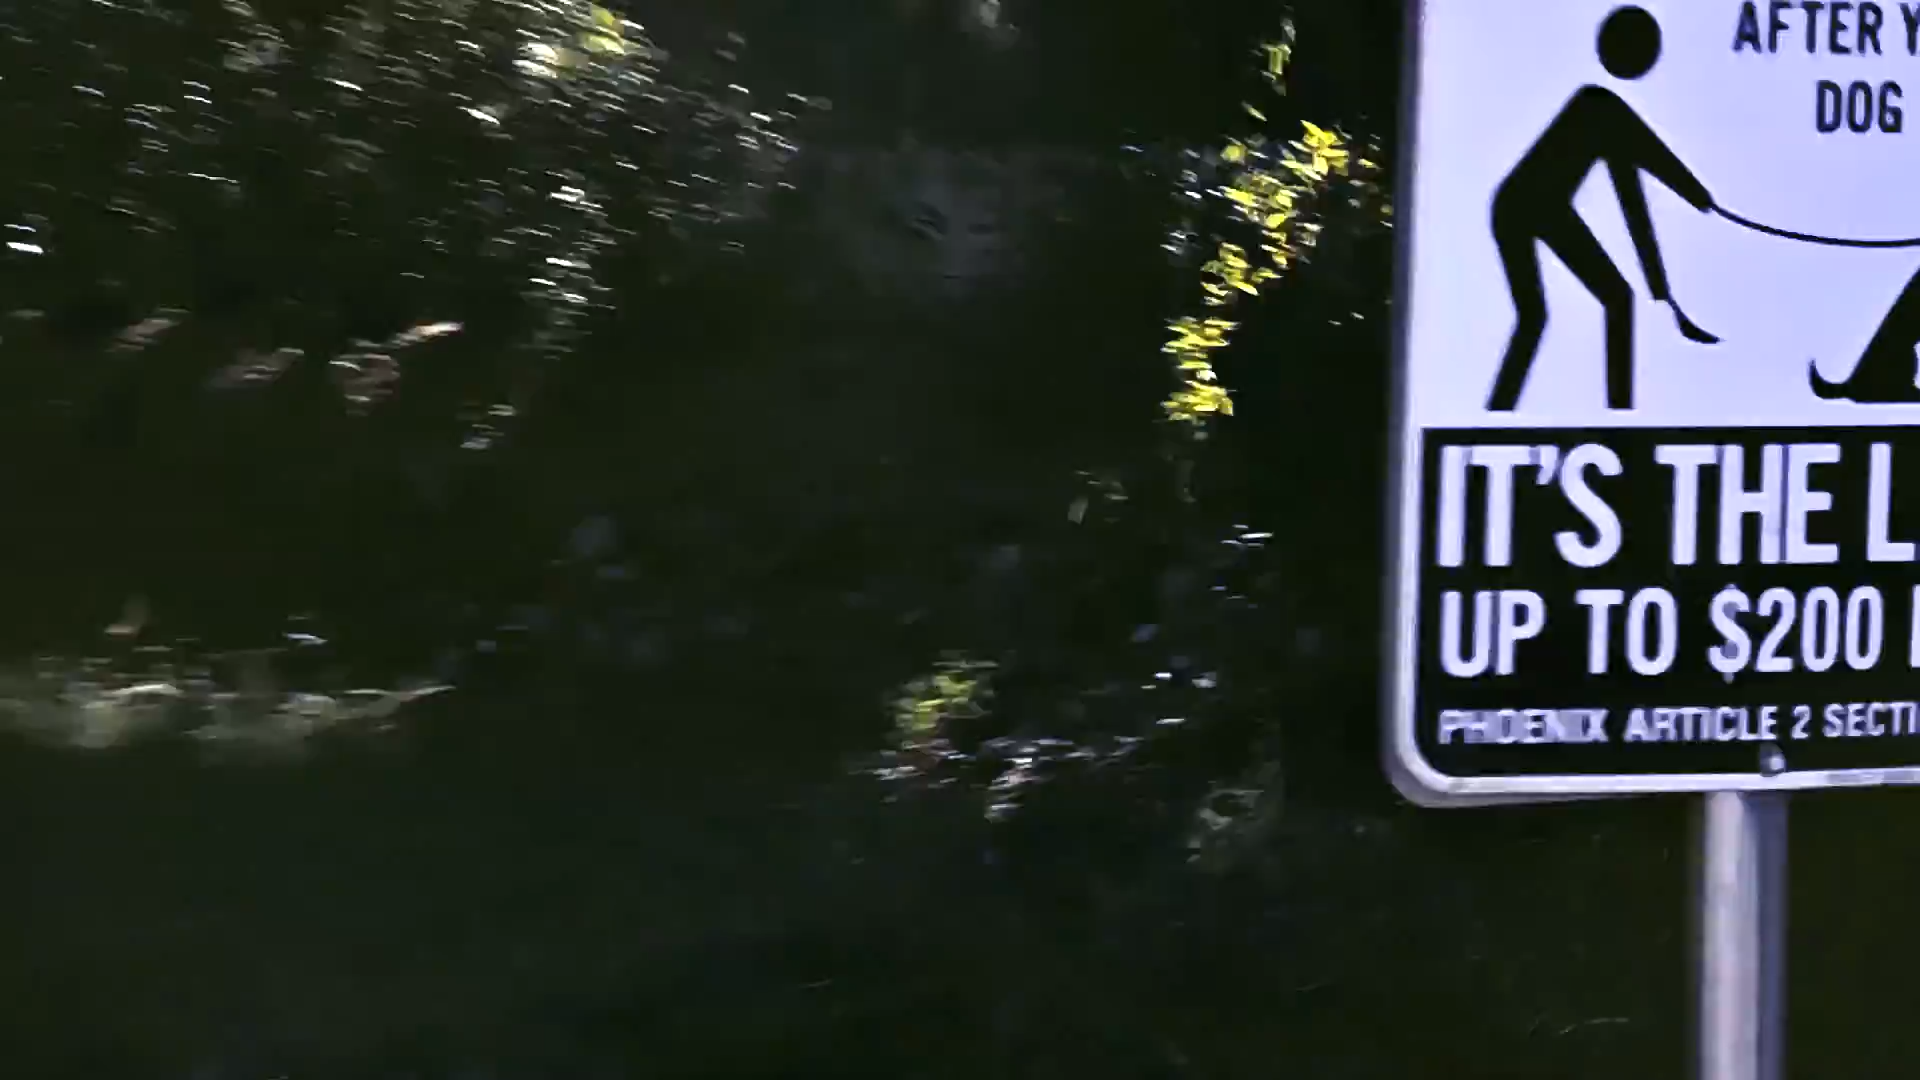 AFTER Y
DOG
IT'S THE L
UP TO $200
PHOENIX ARTICLE 2 SECTI